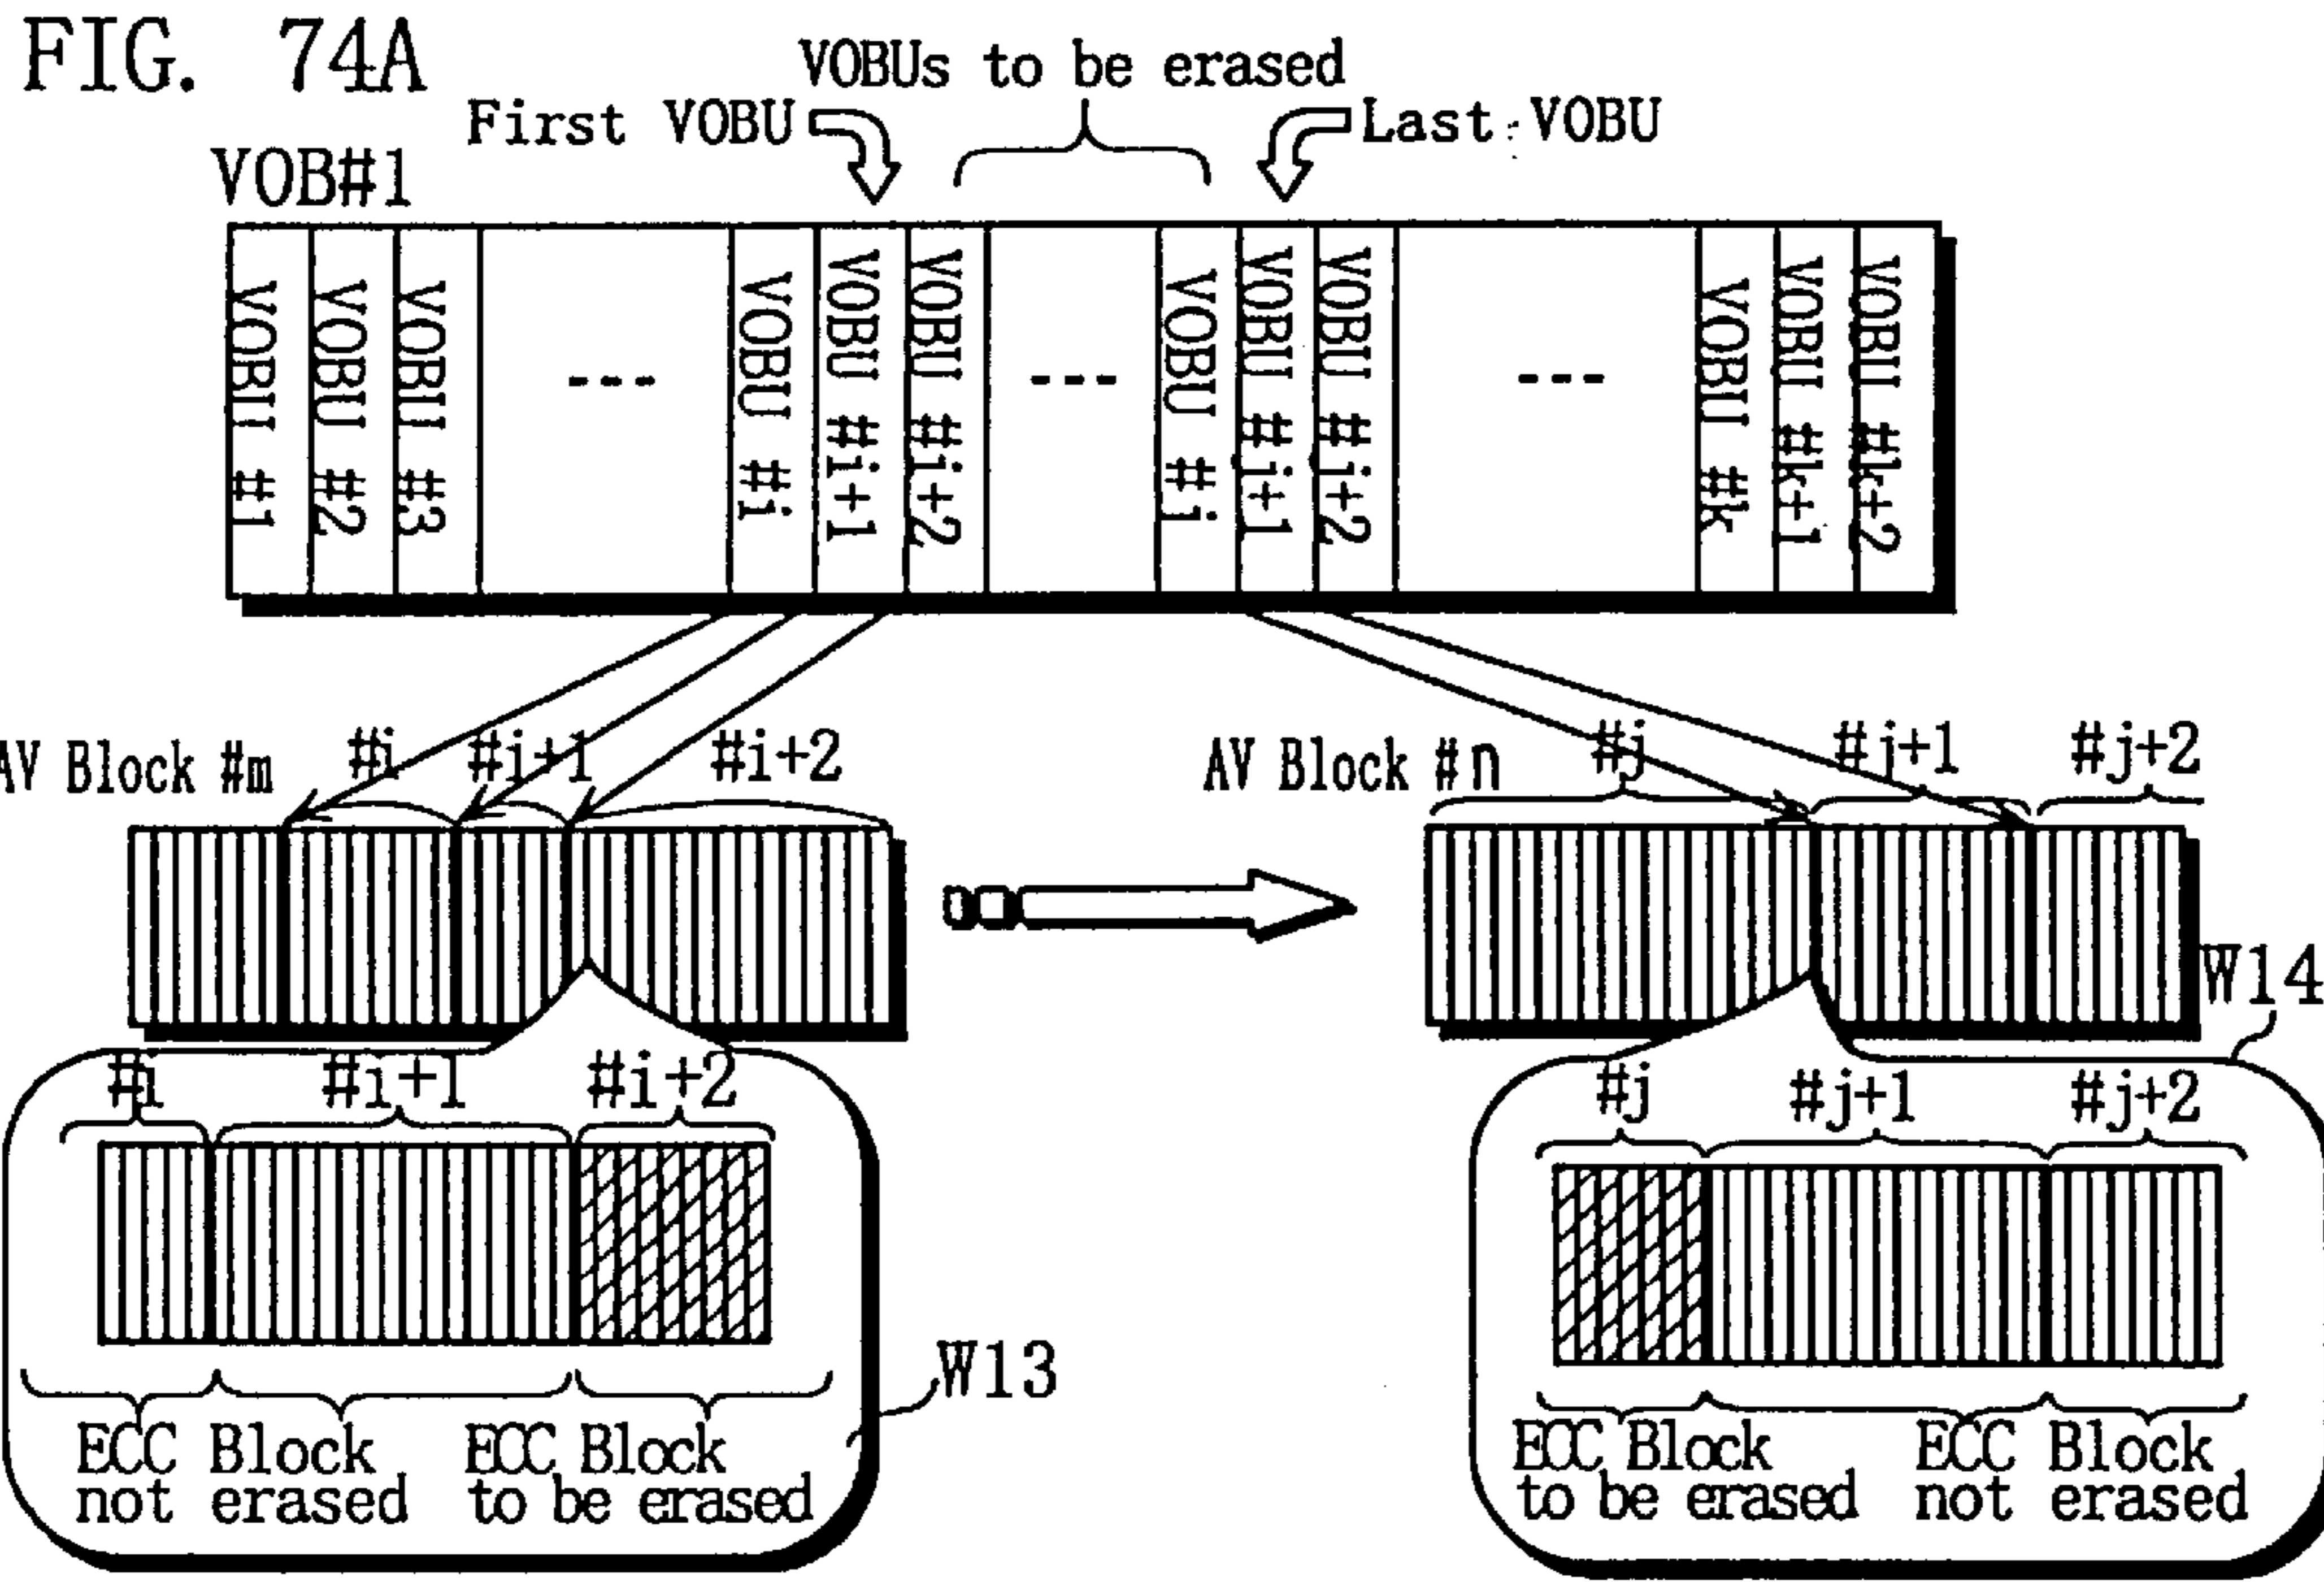 FIG. 74A
VOBUs to be erased
First VOBU
Last VOBU
VOB#1
VOBU #1
VOBU #2
VOBU #3
---
VOBU #i
VOBU #i+1
VOBU #i+2
---
VOBU #j
VOBU #j+1
VOBU #j+2
---
VOBU #k
VOBU #k+1
VOBU #k+2
AV Block #m
#i
#i+1
#i+2
AV Block #n
#j
#j+1
#j+2
W14
#i
#i+1
#i+2
#j
#j+1
#j+2
W13
ECC Block
not erased
ECC Block
to be erased
ECC Block
to be erased
ECC Block
not erased